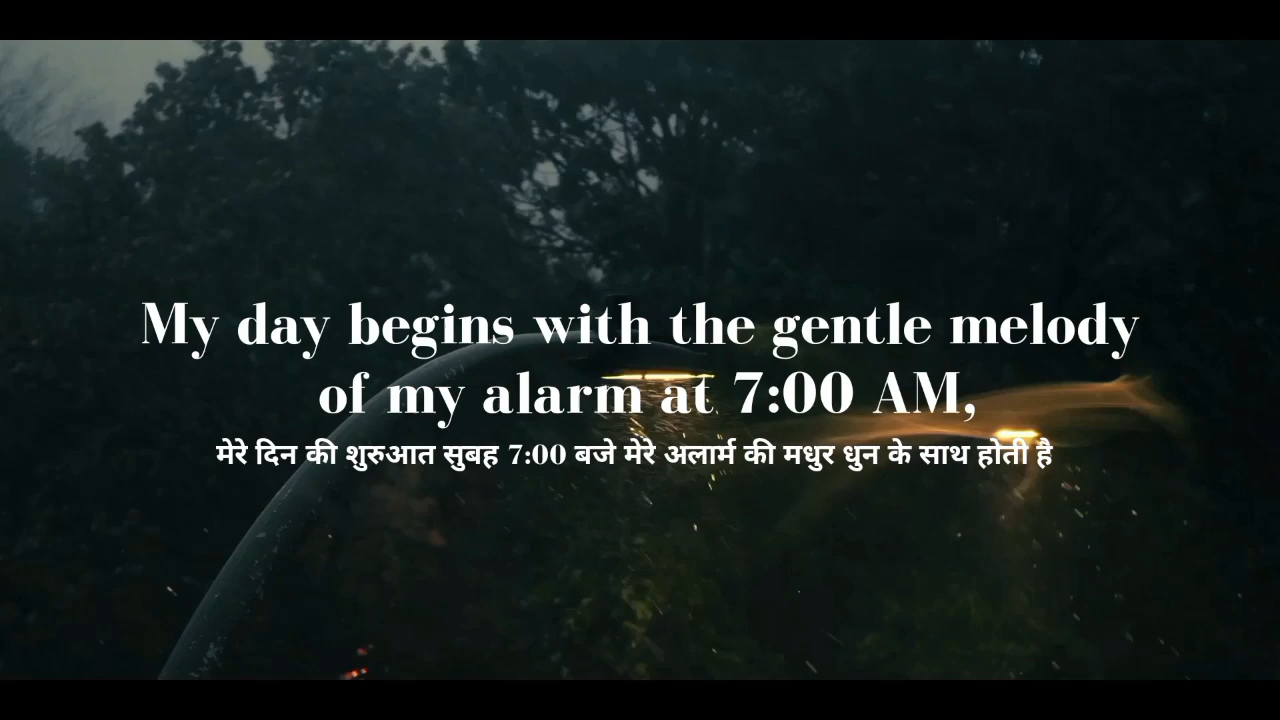 My day begins with the gentle melody
of my alarm at 7:00 AM,
मेरे दिन की शुरुआत सुबह 7:00 बजे मेरे अलार्म की मधुर धुन के साथ होती है